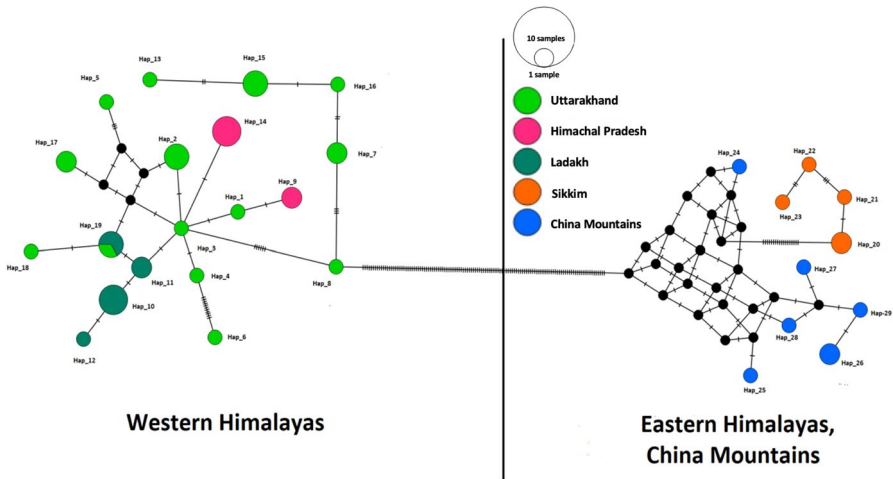 Hap_13
Hap_15
Hap_5
Hap_16
Hap_17
Hap_2
Hap_14
Hap_7
Hap_1
Hap_9
Hap_19
Hap_3
Hap_18
Hap_11
Hap_4
Hap_8
Hap_10
Hap_12
Hap_6
Western Himalayas
10 samples
1 sample
Uttarakhand
Himachal Pradesh
Ladakh
Sikkim
China Mountains
Hap_24
Hap_22
Hap_21
Hap_23
Hap_20
Hap_27
Hap-29
Hap_28
Hap_26
Hap_25
Eastern Himalayas,
China Mountains